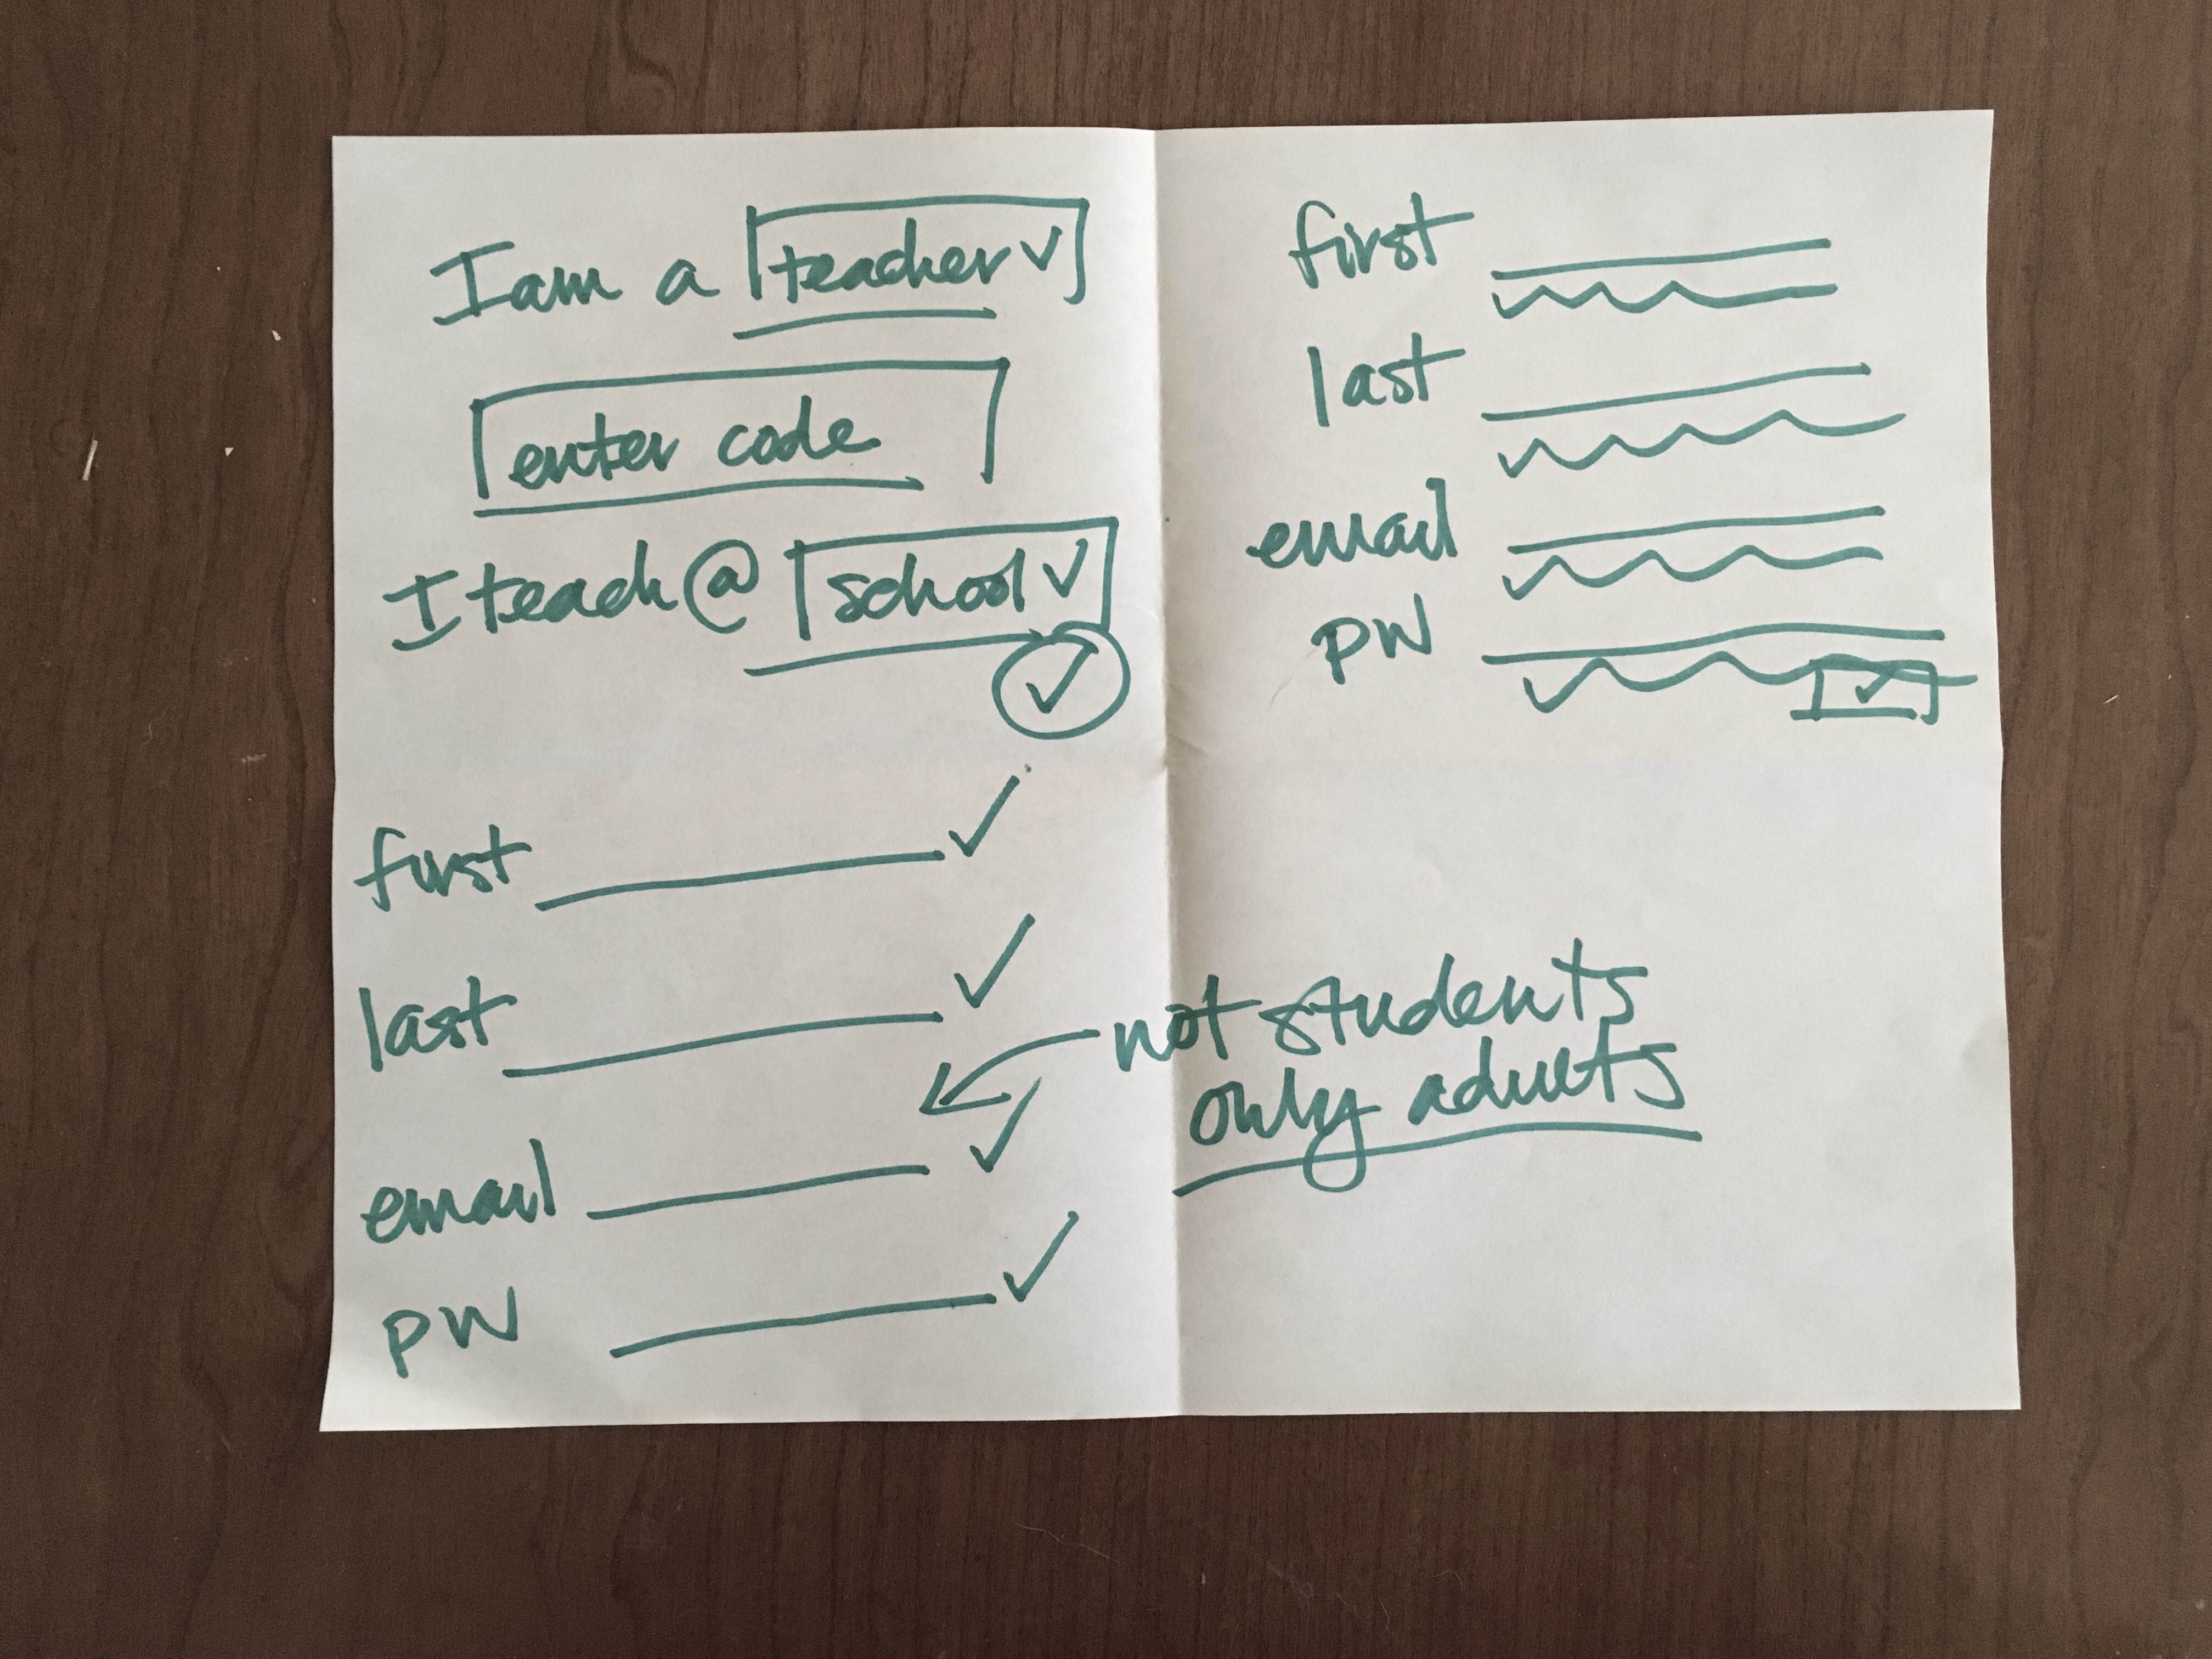 I am a teacher
enter code
I teach @ school
first
last
email
pw
first
last
email
pw
not students
only adults